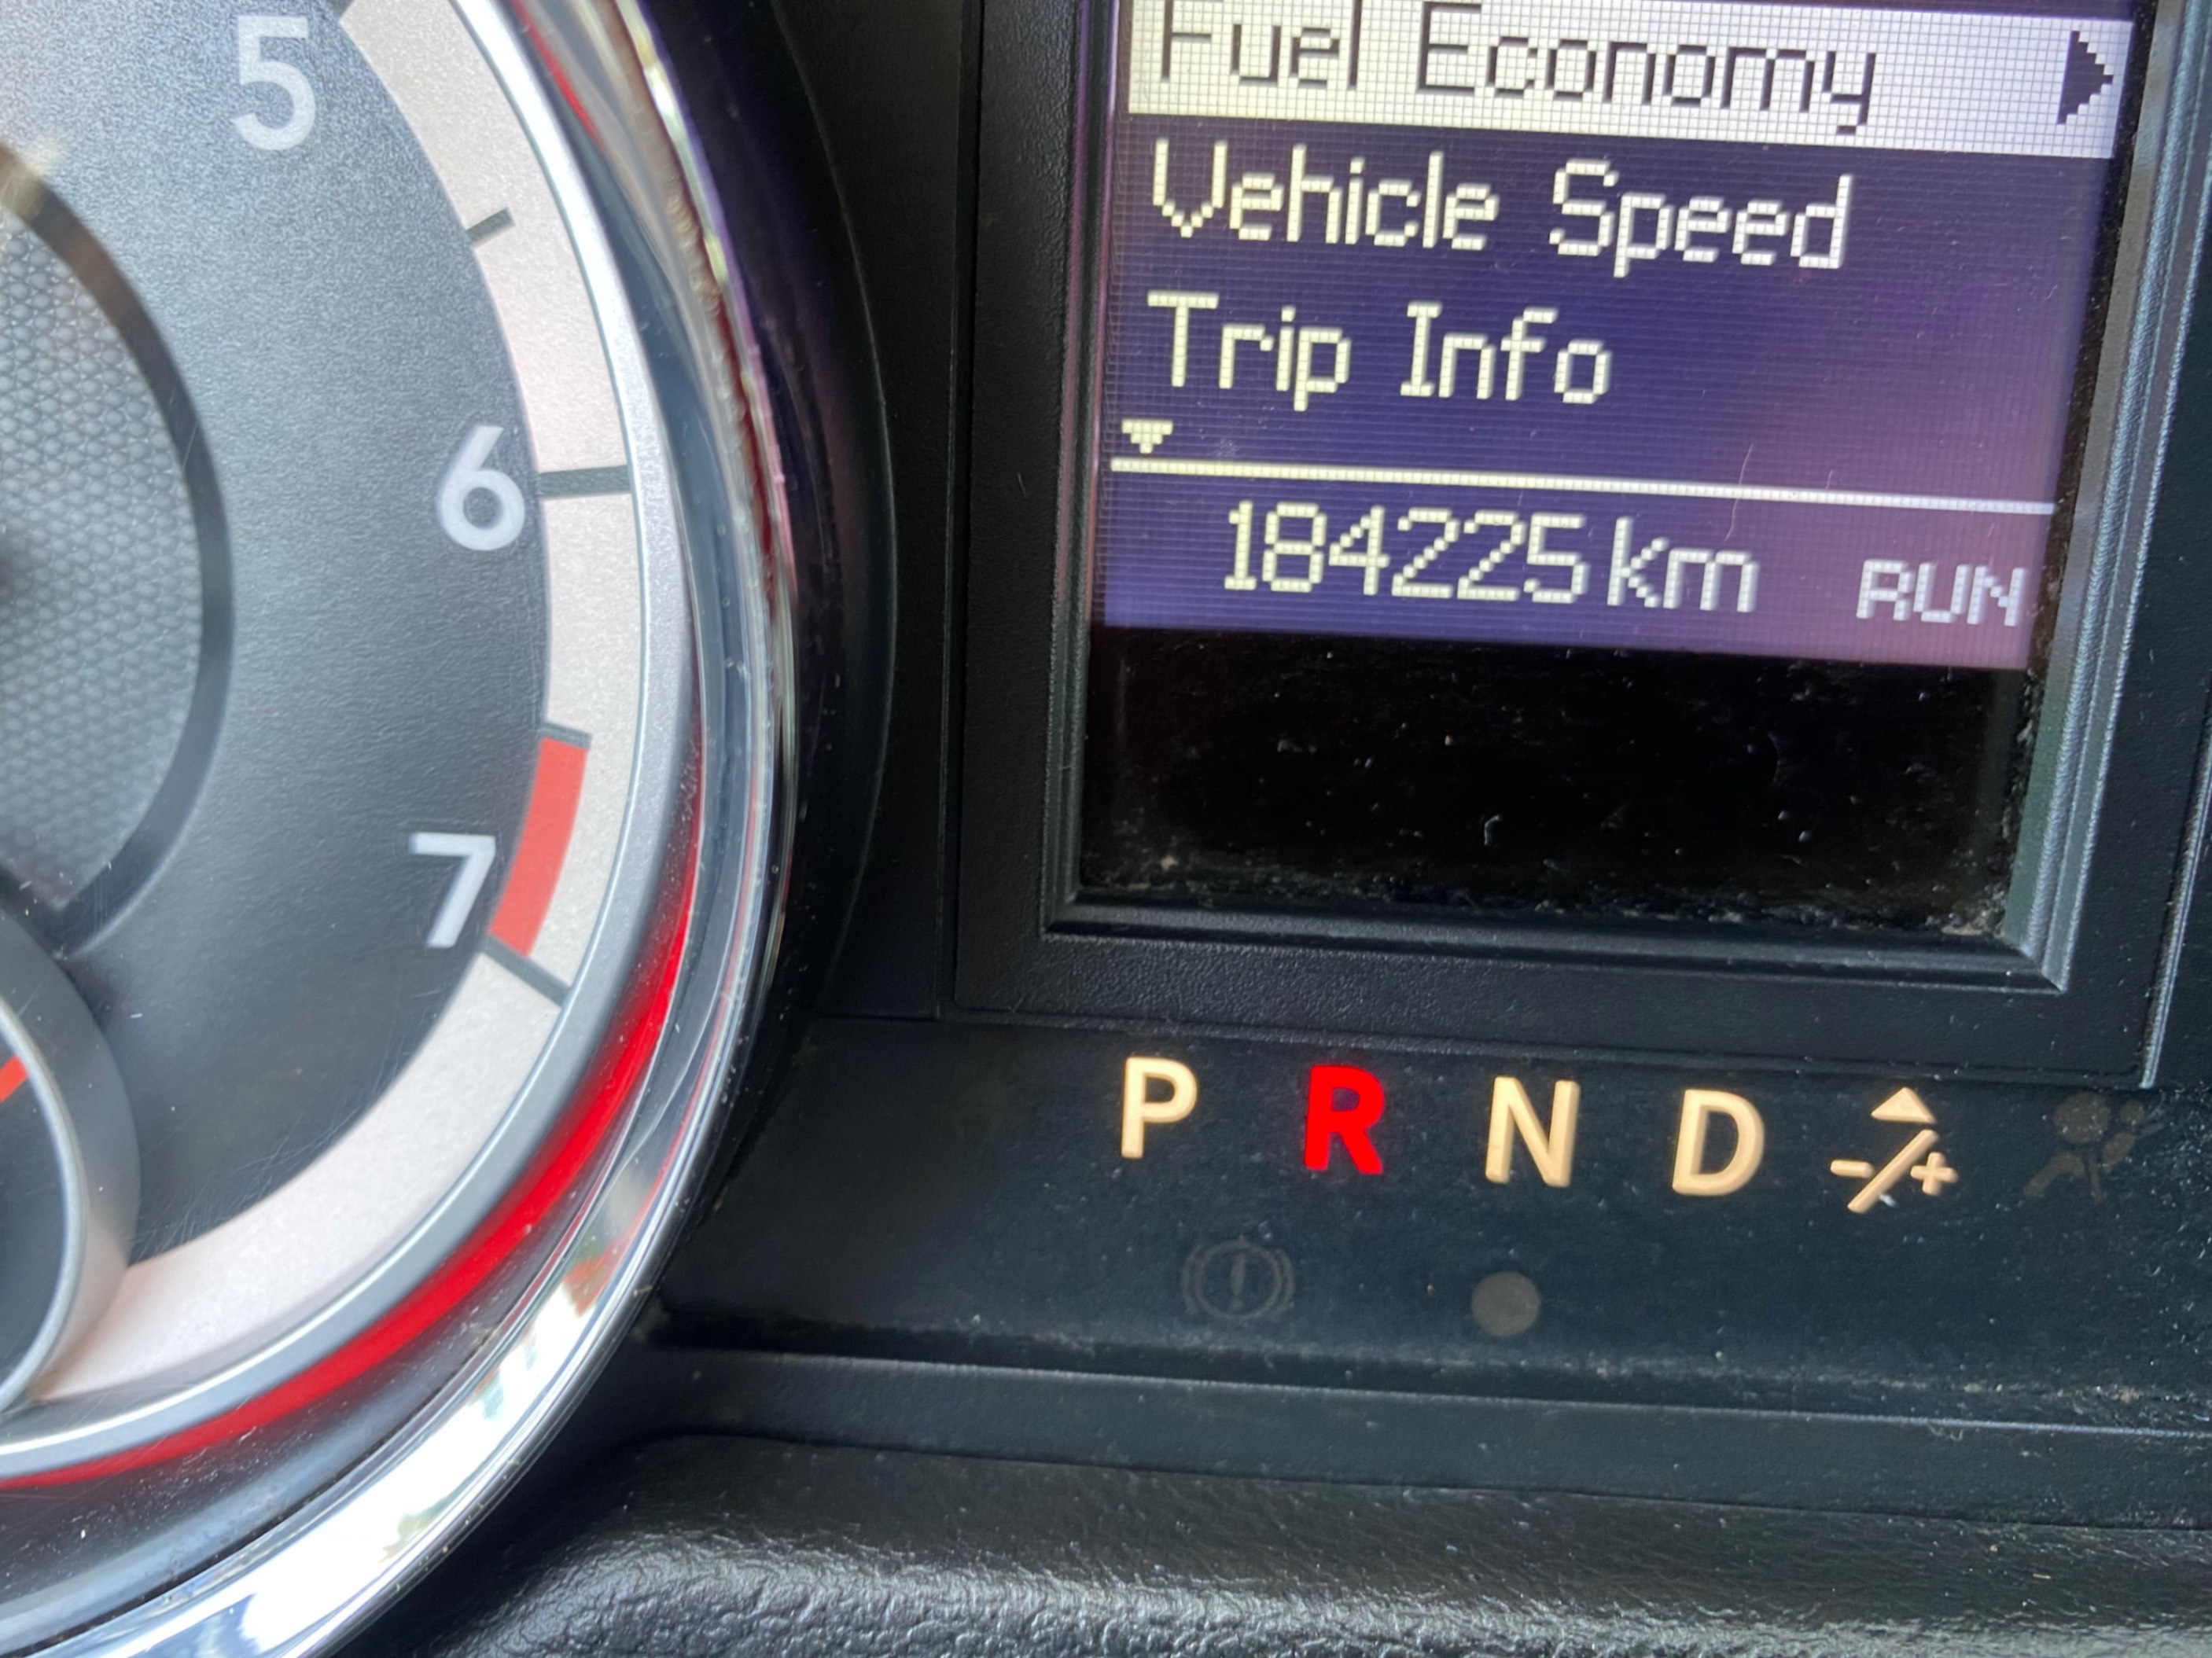 5
6
7
Fuel Economy
Vehicle Speed
Trip Info
184225 km RUN
P R N D -/+